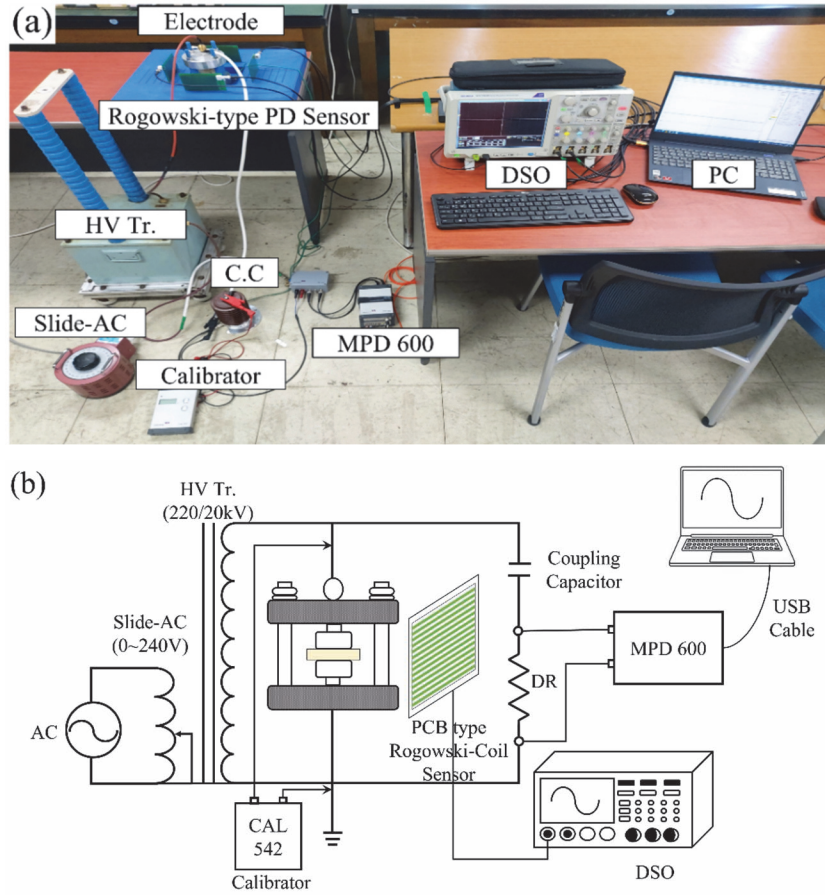 (a)
Electrode
Rogowski-type PD Sensor
HV Tr.
DSO
PC
C.C
Slide-AC
MPD 600
Calibrator
(b)
HV Tr.
(220/20kV)
Coupling
Capacitor
Slide-AC
(0~240V)
USB
Cable
MPD 600
DR
AC
PCB type
Rogowski-Coil
Sensor
CAL
542
Calibrator
DSO